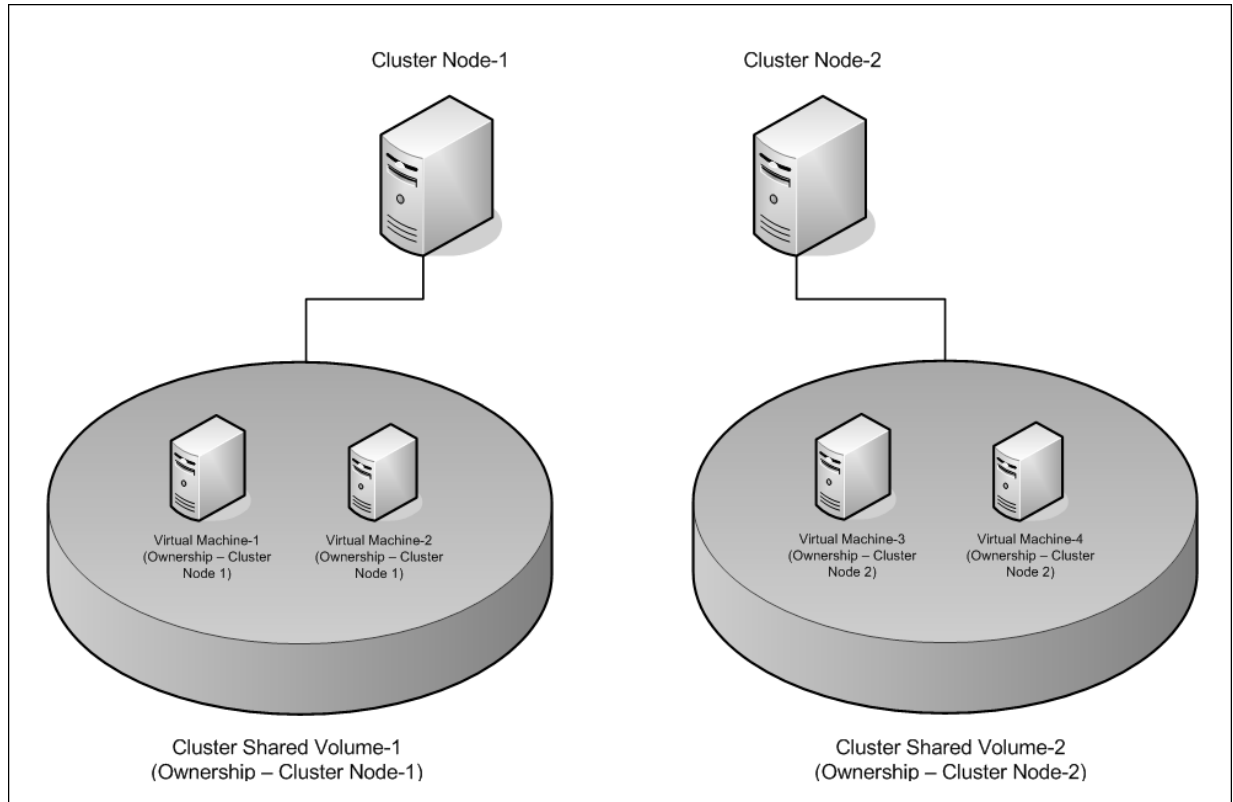 Cluster Node-1
Cluster Node-2
Virtual Machine-1
(Ownership – Cluster
Node 1)
Virtual Machine-2
(Ownership – Cluster
Node 1)
Virtual Machine-3
(Ownership – Cluster
Node 2)
Virtual Machine-4
(Ownership – Cluster
Node 2)
Cluster Shared Volume-1
(Ownership – Cluster Node-1)
Cluster Shared Volume-2
(Ownership – Cluster Node-2)